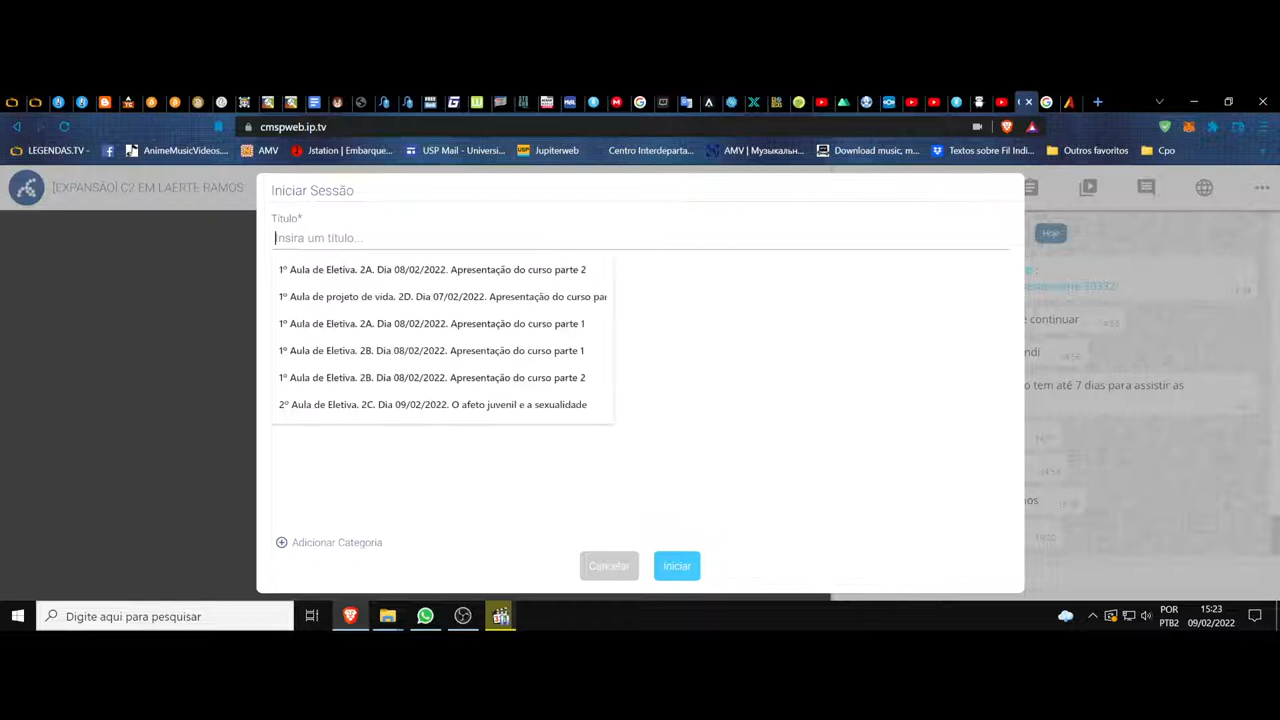 cmspweb.ip.tv
LEGENDAS.TV -
AnimeMusicVideos...
AMV
Jstation | Embarque...
USP Mail - Universi...
Jupiterweb
Centro Interdeparta...
AMV | Музыкальн...
Download music, m...
Textos sobre Fil Indi...
Outros favoritos
Cpo
[EXPANSÃO] C2 EM LAERTE RAMOS
Iniciar Sessão
Título*
Insira um título...
Hoje
1º Aula de Eletiva. 2A. Dia 08/02/2022. Apresentação do curso parte 2
1º Aula de projeto de vida. 2D. Dia 07/02/2022. Apresentação do curso par
1º Aula de Eletiva. 2A. Dia 08/02/2022. Apresentação do curso parte 1
e continuar
4:53
1º Aula de Eletiva. 2B. Dia 08/02/2022. Apresentação do curso parte 1
ndi
4:56
1º Aula de Eletiva. 2B. Dia 08/02/2022. Apresentação do curso parte 2
o tem até 7 dias para assistir as
2º Aula de Eletiva. 2C. Dia 09/02/2022. O afeto juvenil e a sexualidade
nos
Adicionar Categoria
Cancelar
Iniciar
Digite aqui para pesquisar
POR
PTB2
15:23
09/02/2022